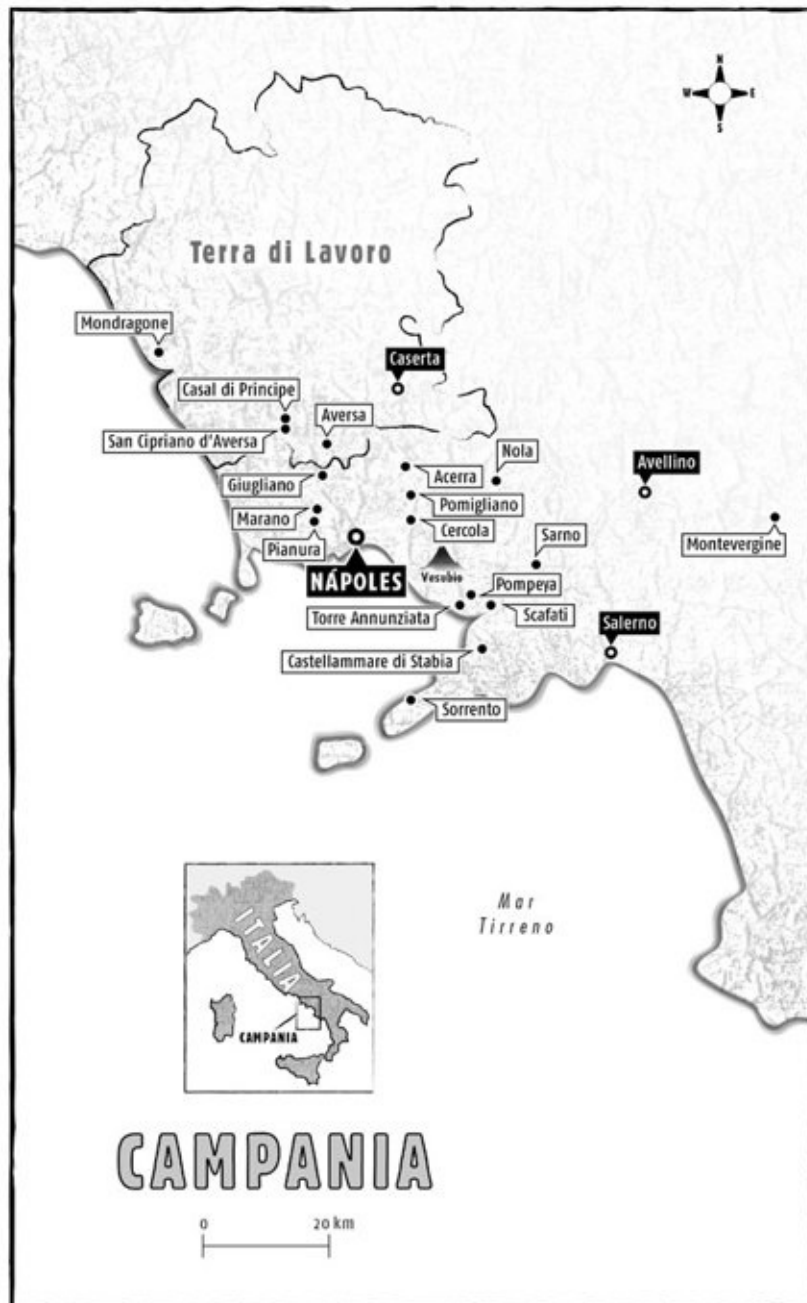 N
W E
S
Terra di Lavoro
Mondragone
Caserta
Casal di Principe
Aversa
San Cipriano d'Aversa
Nola
Acerra
Avellino
Giugliano
Pomigliano
Marano
Cercola
Sarno
Montevergine
Pianura
NÁPOLES
Vesubio
Pompeya
Torre Annunziata
Scafati
Salerno
Castellammare di Stabia
Sorrento
Mar
Tirreno
ITALIA
CAMPANIA
CAMPANIA
0 20 km